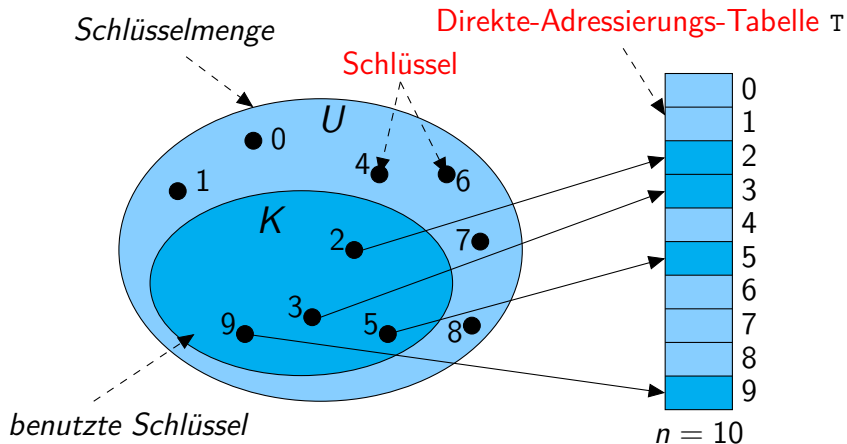 Direkte-Adressierungs-Tabelle T
Schlüsselmenge
Schlüssel
U
0
1
4
6
K
2
7
3
9
5
8
benutzte Schlüssel
0
1
2
3
4
5
6
7
8
9
n = 10